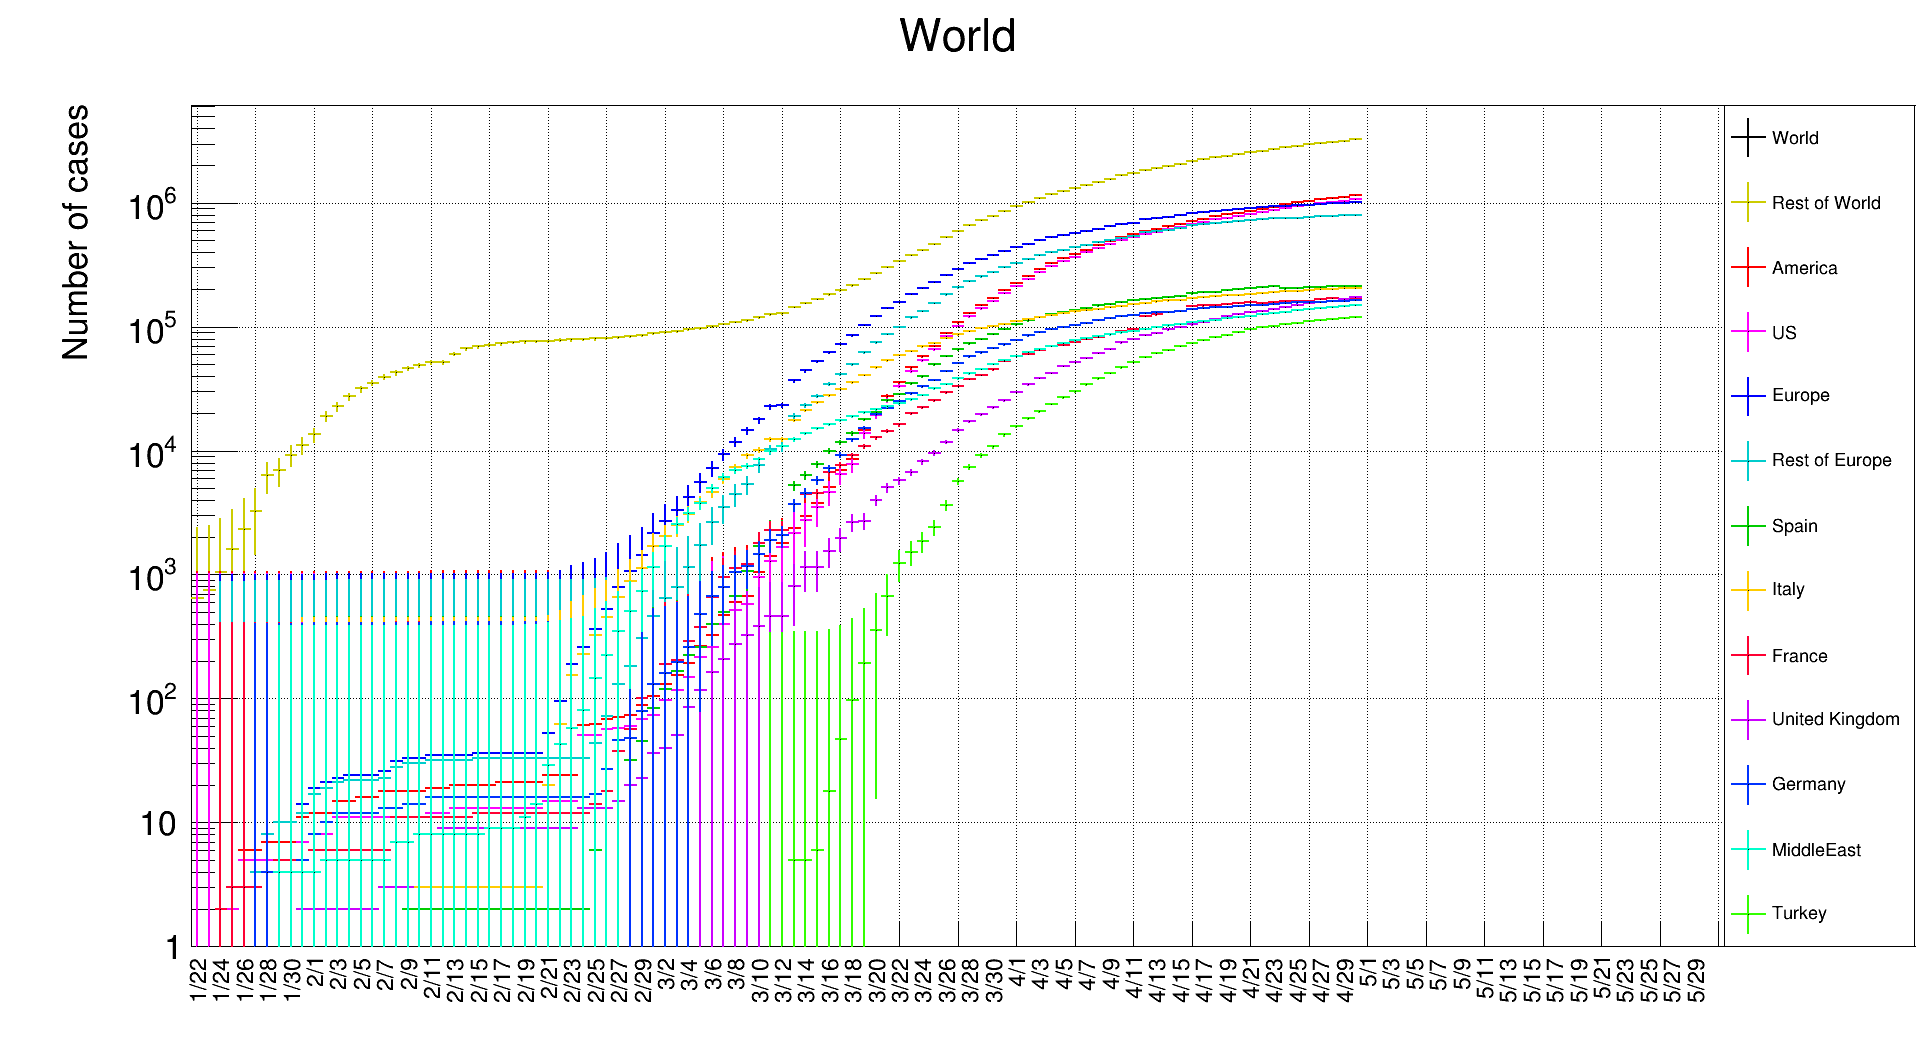 World
Number of cases
10^6
10^5
10^4
10^3
10^2
10
1
1/22 1/24 1/26 1/28 1/30 2/1 2/3 2/5 2/7 2/9 2/11 2/13 2/15 2/17 2/19 2/21 2/23 2/25 2/27 2/29 3/2 3/4 3/6 3/8 3/10 3/12 3/14 3/16 3/18 3/20 3/22 3/24 3/26 3/28 3/30 4/1 4/3 4/5 4/7 4/9 4/11 4/13 4/15 4/17 4/19 4/21 4/23 4/25 4/27 4/29 5/1 5/3 5/5 5/7 5/9 5/11 5/13 5/15 5/17 5/19 5/21 5/23 5/25 5/27 5/29
World
Rest of World
America
US
Europe
Rest of Europe
Spain
Italy
France
United Kingdom
Germany
MiddleEast
Turkey